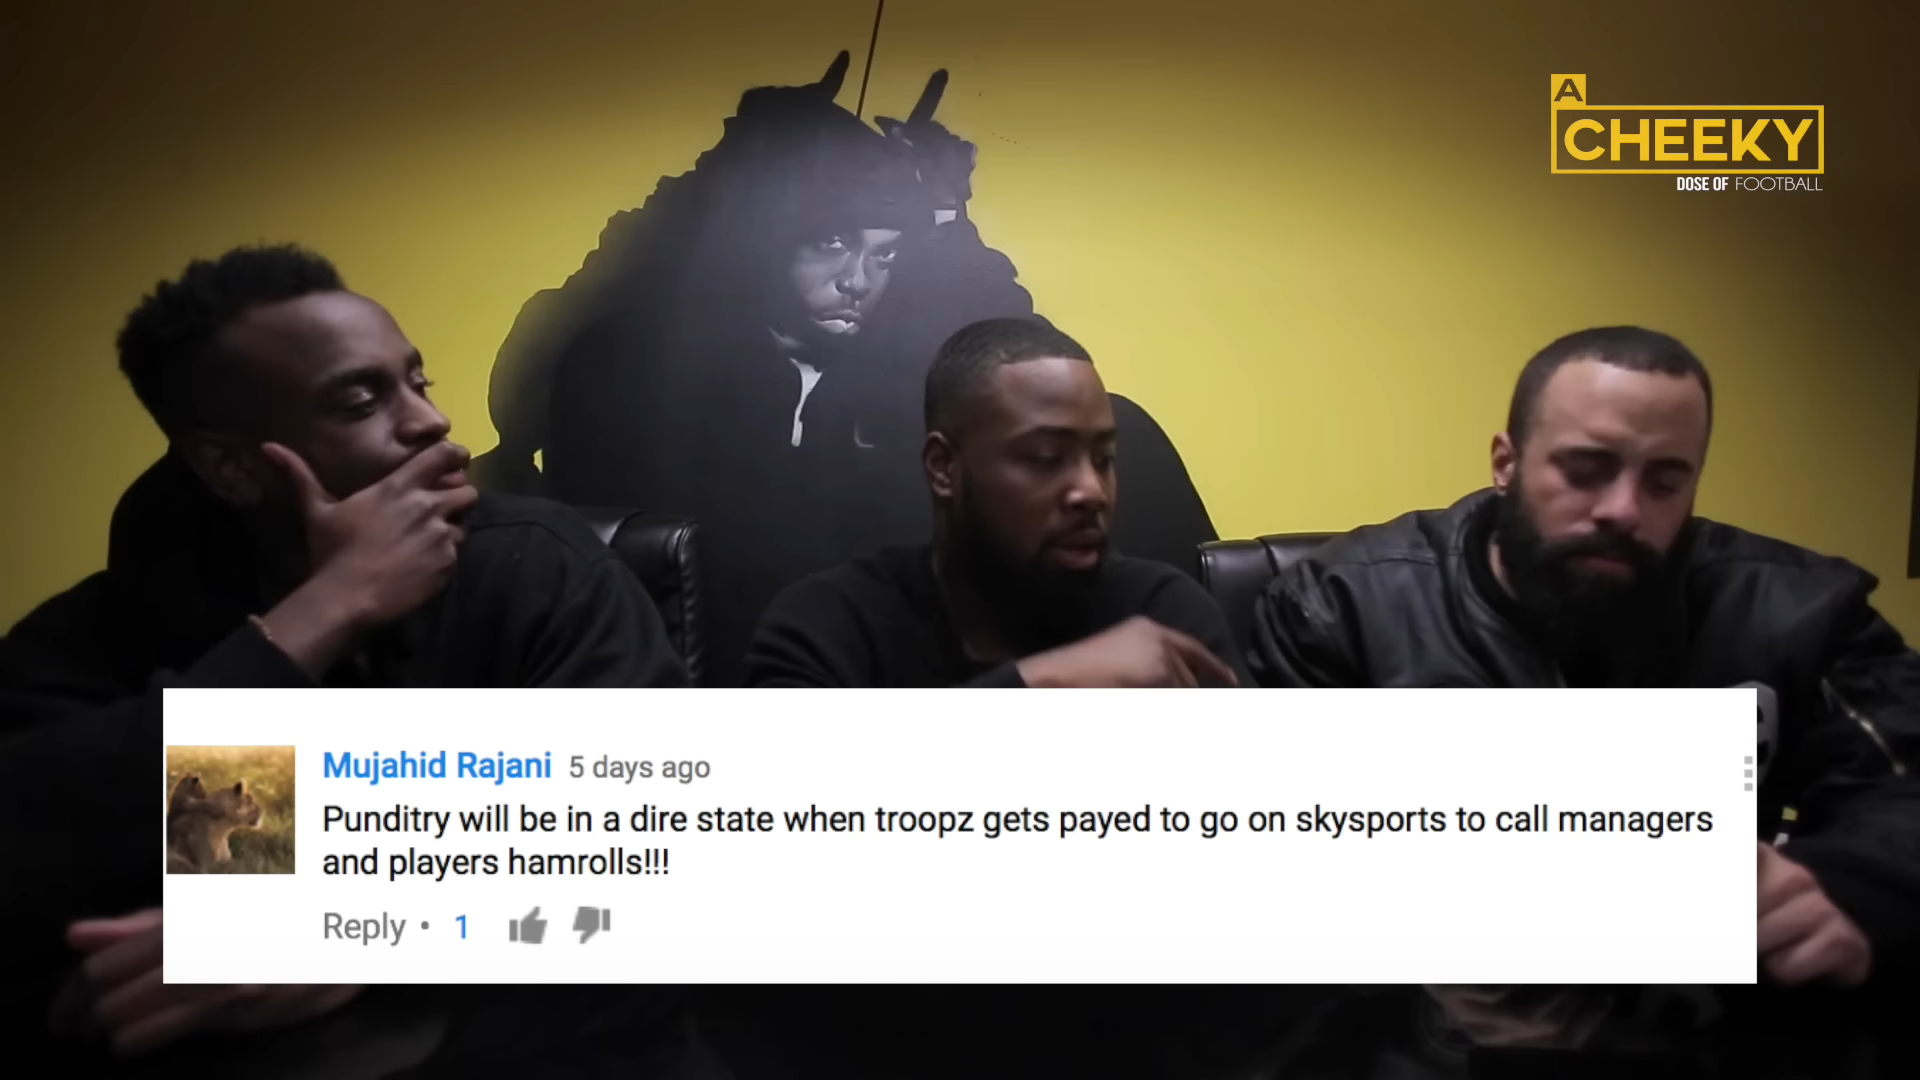 A
CHEEKY
DOSE OF FOOTBALL
Mujahid Rajani 5 days ago
Punditry will be in a dire state when troopz gets payed to go on skysports to call managers
and players hamrolls!!!
Reply • 1